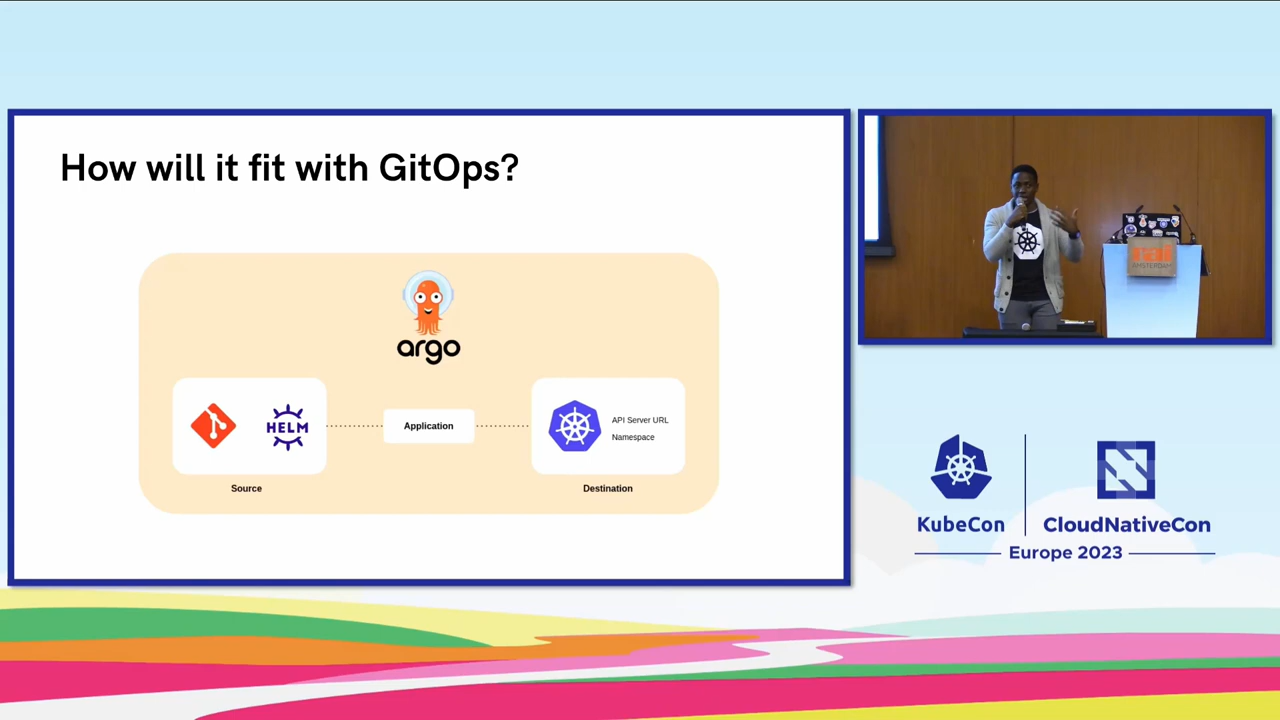 How will it fit with GitOps?
argo
HELM
Application
API Server URL
Namespace
Source
Destination
AMSTERDAM
KubeCon
CloudNativeCon
Europe 2023